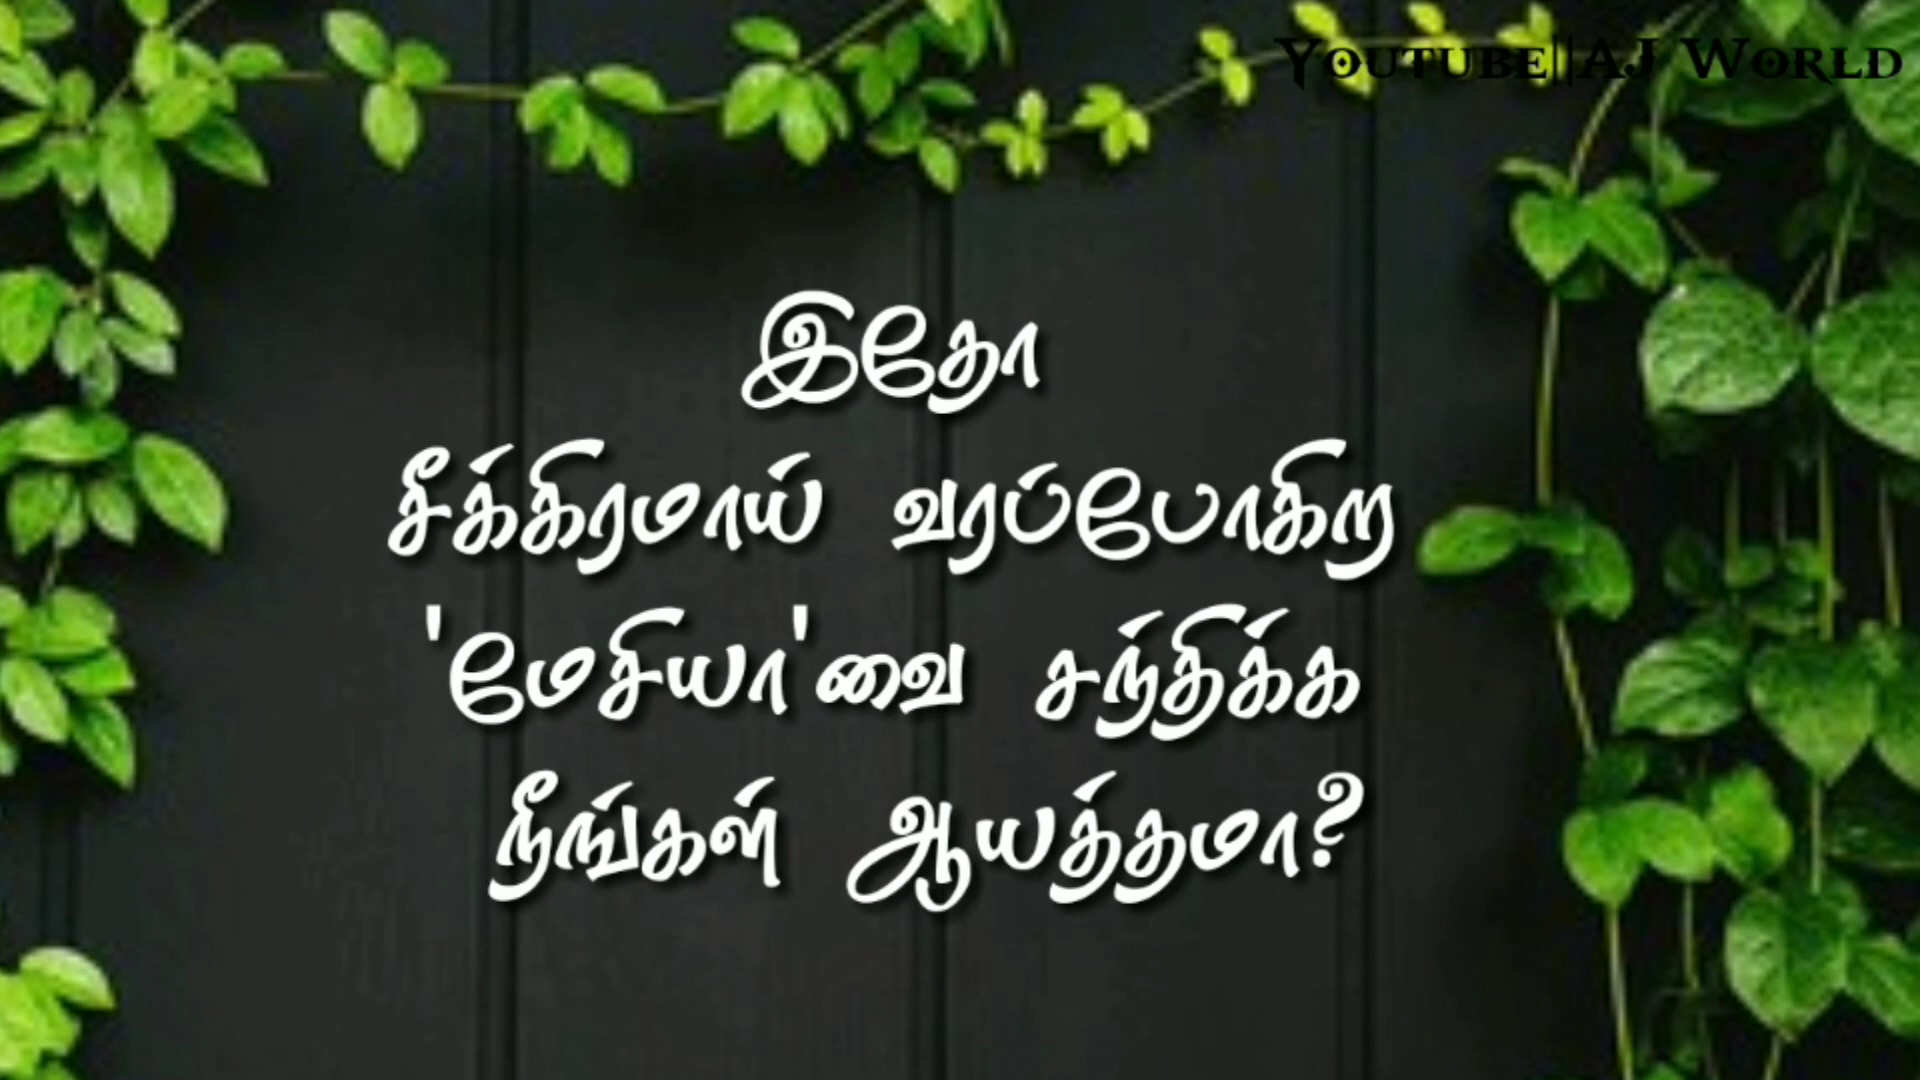 Youtube||AJ World
இதோ
சீக்கிரமாய் வரப்போகிற
'மேசியா'வை சந்திக்க
நீங்கள் ஆயத்தமா?